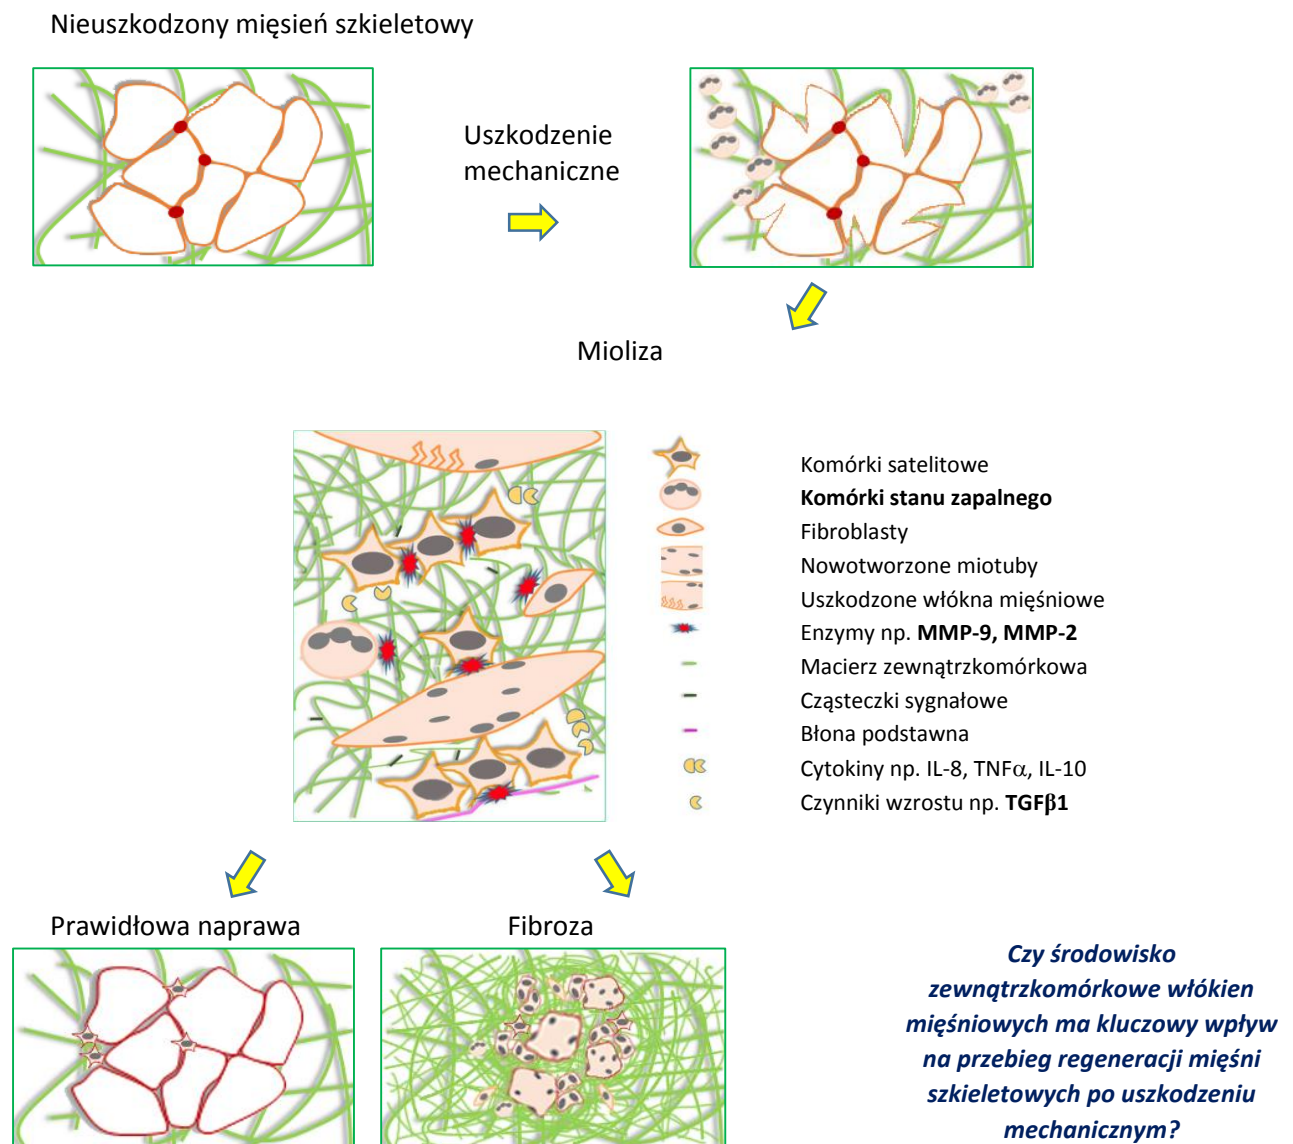 Nieuszkodzony mięsień szkieletowy
Uszkodzenie
mechaniczne
Mioliza
Komórki satelitowe
Komórki stanu zapalnego
Fibroblasty
Nowotworzone miotuby
Uszkodzone włókna mięśniowe
Enzymy np. MMP-9, MMP-2
Macierz zewnątrzkomórkowa
Cząsteczki sygnałowe
Błona podstawna
Cytokiny np. IL-8, TNFα, IL-10
Czynniki wzrostu np. TGFβ1
Prawidłowa naprawa
Fibroza
Czy środowisko
zewnątrzkomórkowe włókien
mięśniowych ma kluczowy wpływ
na przebieg regeneracji mięśni
szkieletowych po uszkodzeniu
mechanicznym?